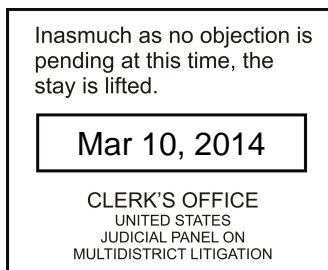 Inasmuch as no objection is
pending at this time, the
stay is lifted.
Mar 10, 2014
CLERK'S OFFICE
UNITED STATES
JUDICIAL PANEL ON
MULTIDISTRICT LITIGATION